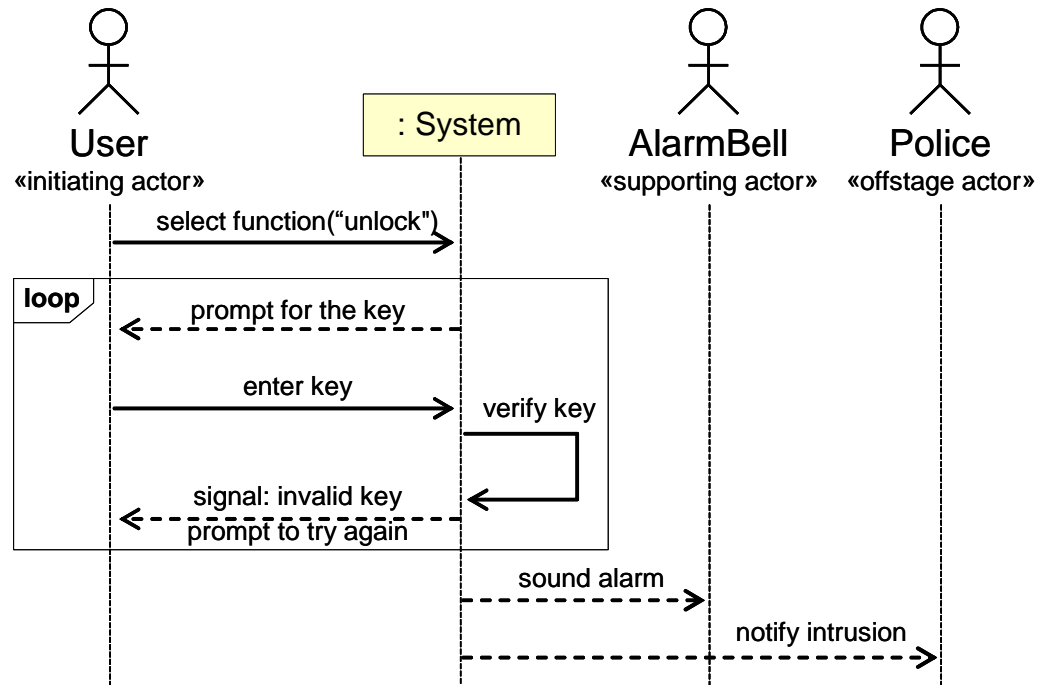 : System
User
AlarmBell
Police
«initiating actor»
«supporting actor»
«offstage actor»
select function(“unlock")
loop
prompt for the key
enter key
verify key
signal: invalid key
prompt to try again
sound alarm
notify intrusion